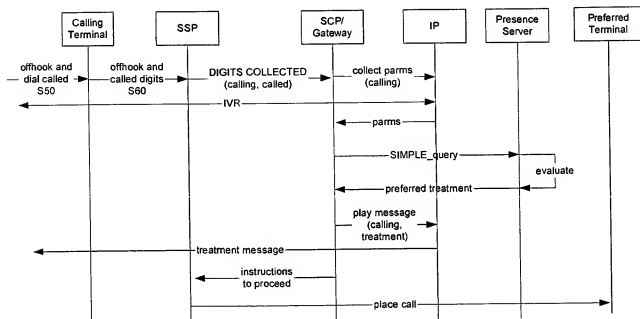 Calling
Terminal
SSP
SCP/
Gateway
IP
Presence
Server
Preferred
Terminal
offhook and
dial called
S50
offhook and
called digits
S60
DIGITS COLLECTED
(calling, called)
collect parms
(calling)
IVR
parms
SIMPLE_query
evaluate
preferred treatment
play message
(calling,
treatment)
treatment message
instructions
to proceed
place call